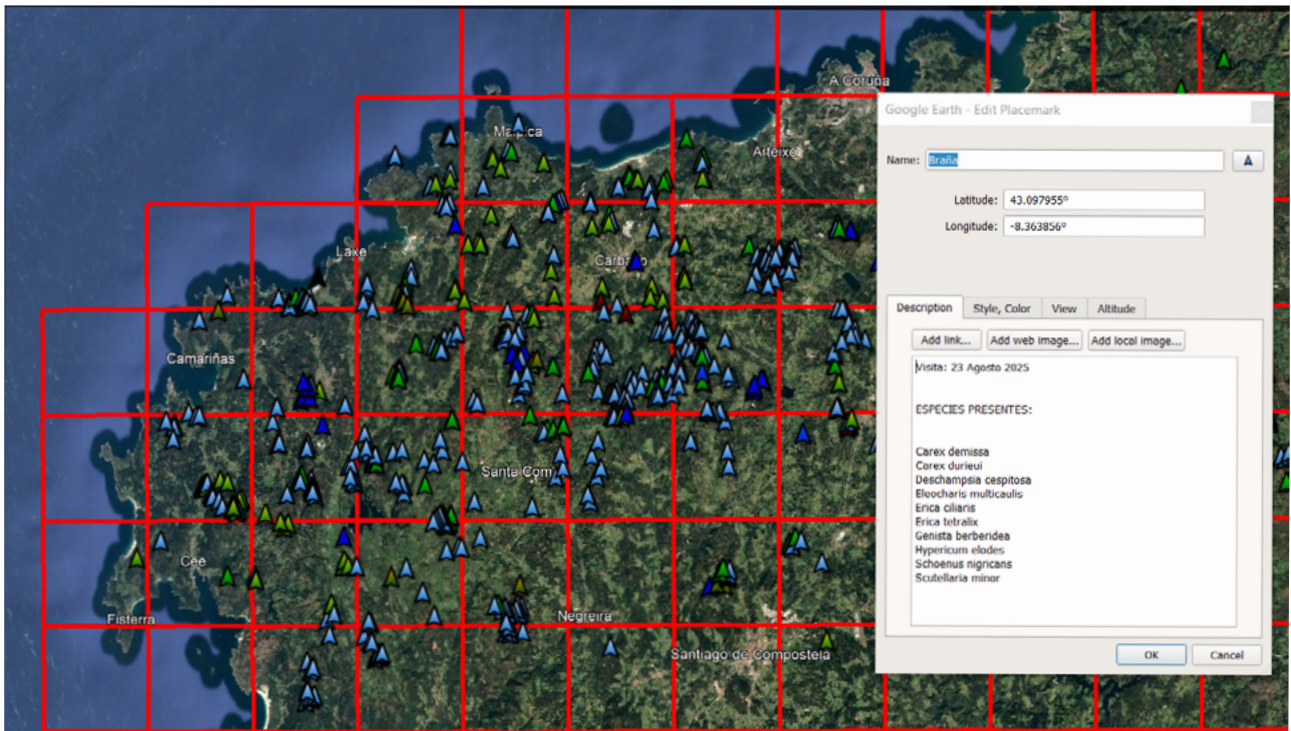 A Coruña
Malpica
Arteixo
Laxe
Carballo
Camariñas
Santa Com
Cee
Fisterra
Negreira
Santiago de Compostela
Google Earth - Edit Placemark
Name: Braña
Latitude: 43.097955º
Longitude: -8.363856º
Description Style, Color View Altitude
Add link... Add web image... Add local image...
Visita: 23 Agosto 2025
ESPECIES PRESENTES:
Carex demissa
Carex durieui
Deschampsia cespitosa
Eleocharis multicaulis
Erica ciliaris
Erica tetralix
Genista berberidea
Hypericum elodes
Schoenus nigricans
Scutellaria minor
OK Cancel